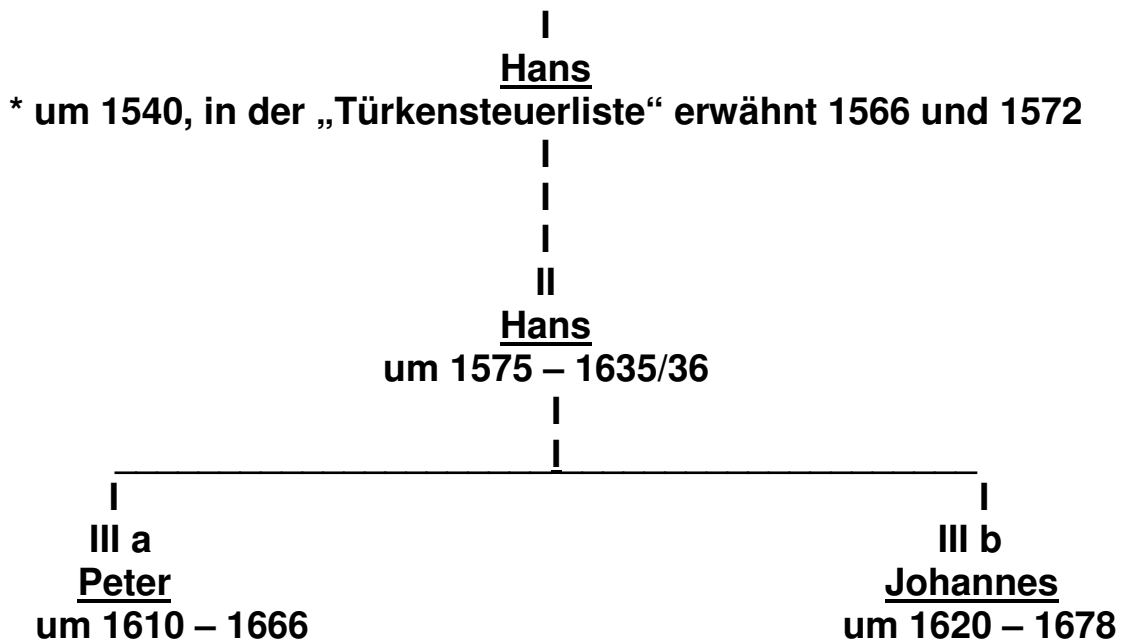 I
Hans
* um 1540, in der „Türkensteuerliste“ erwähnt 1566 und 1572
I
I
I
II
Hans
um 1575 – 1635/36
I
I
I I
III a III b
Peter Johannes
um 1610 – 1666 um 1620 – 1678